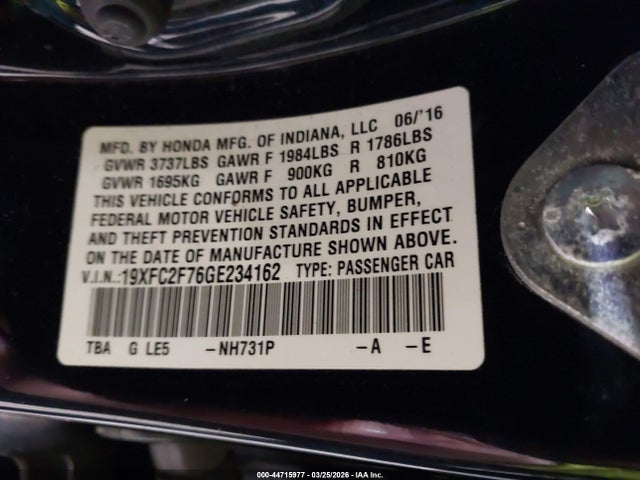 MFD. BY HONDA MFG. OF INDIANA, LLC 06/'16
GVWR 3737LBS GAWR F 1984LBS R 1786LBS
GVWR 1695KG GAWR F 900KG R 810KG
THIS VEHICLE CONFORMS TO ALL APPLICABLE
FEDERAL MOTOR VEHICLE SAFETY, BUMPER,
AND THEFT PREVENTION STANDARDS IN EFFECT
ON THE DATE OF MANUFACTURE SHOWN ABOVE.
V.I.N.:19XFC2F76GE234162 TYPE: PASSENGER CAR
TBA G LE5 -NH731P -A -E
000-44715977 - 03/25/2026 - IAA Inc.